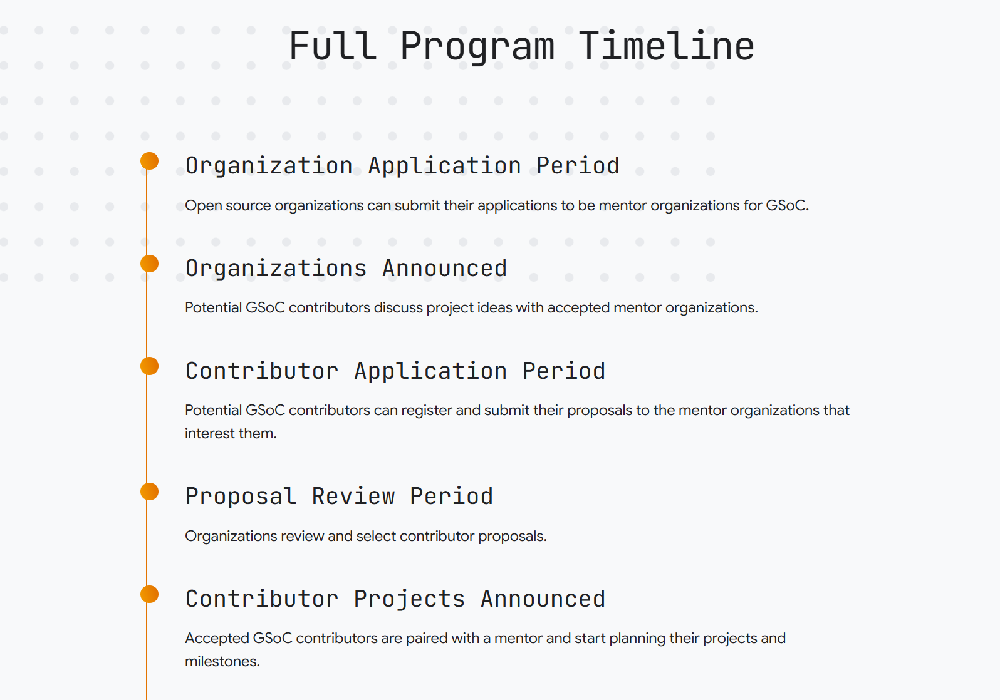 Full Program Timeline
Organization Application Period
Open source organizations can submit their applications to be mentor organizations for GSoC.
Organizations Announced
Potential GSoC contributors discuss project ideas with accepted mentor organizations.
Contributor Application Period
Potential GSoC contributors can register and submit their proposals to the mentor organizations that
interest them.
Proposal Review Period
Organizations review and select contributor proposals.
Contributor Projects Announced
Accepted GSoC contributors are paired with a mentor and start planning their projects and
milestones.